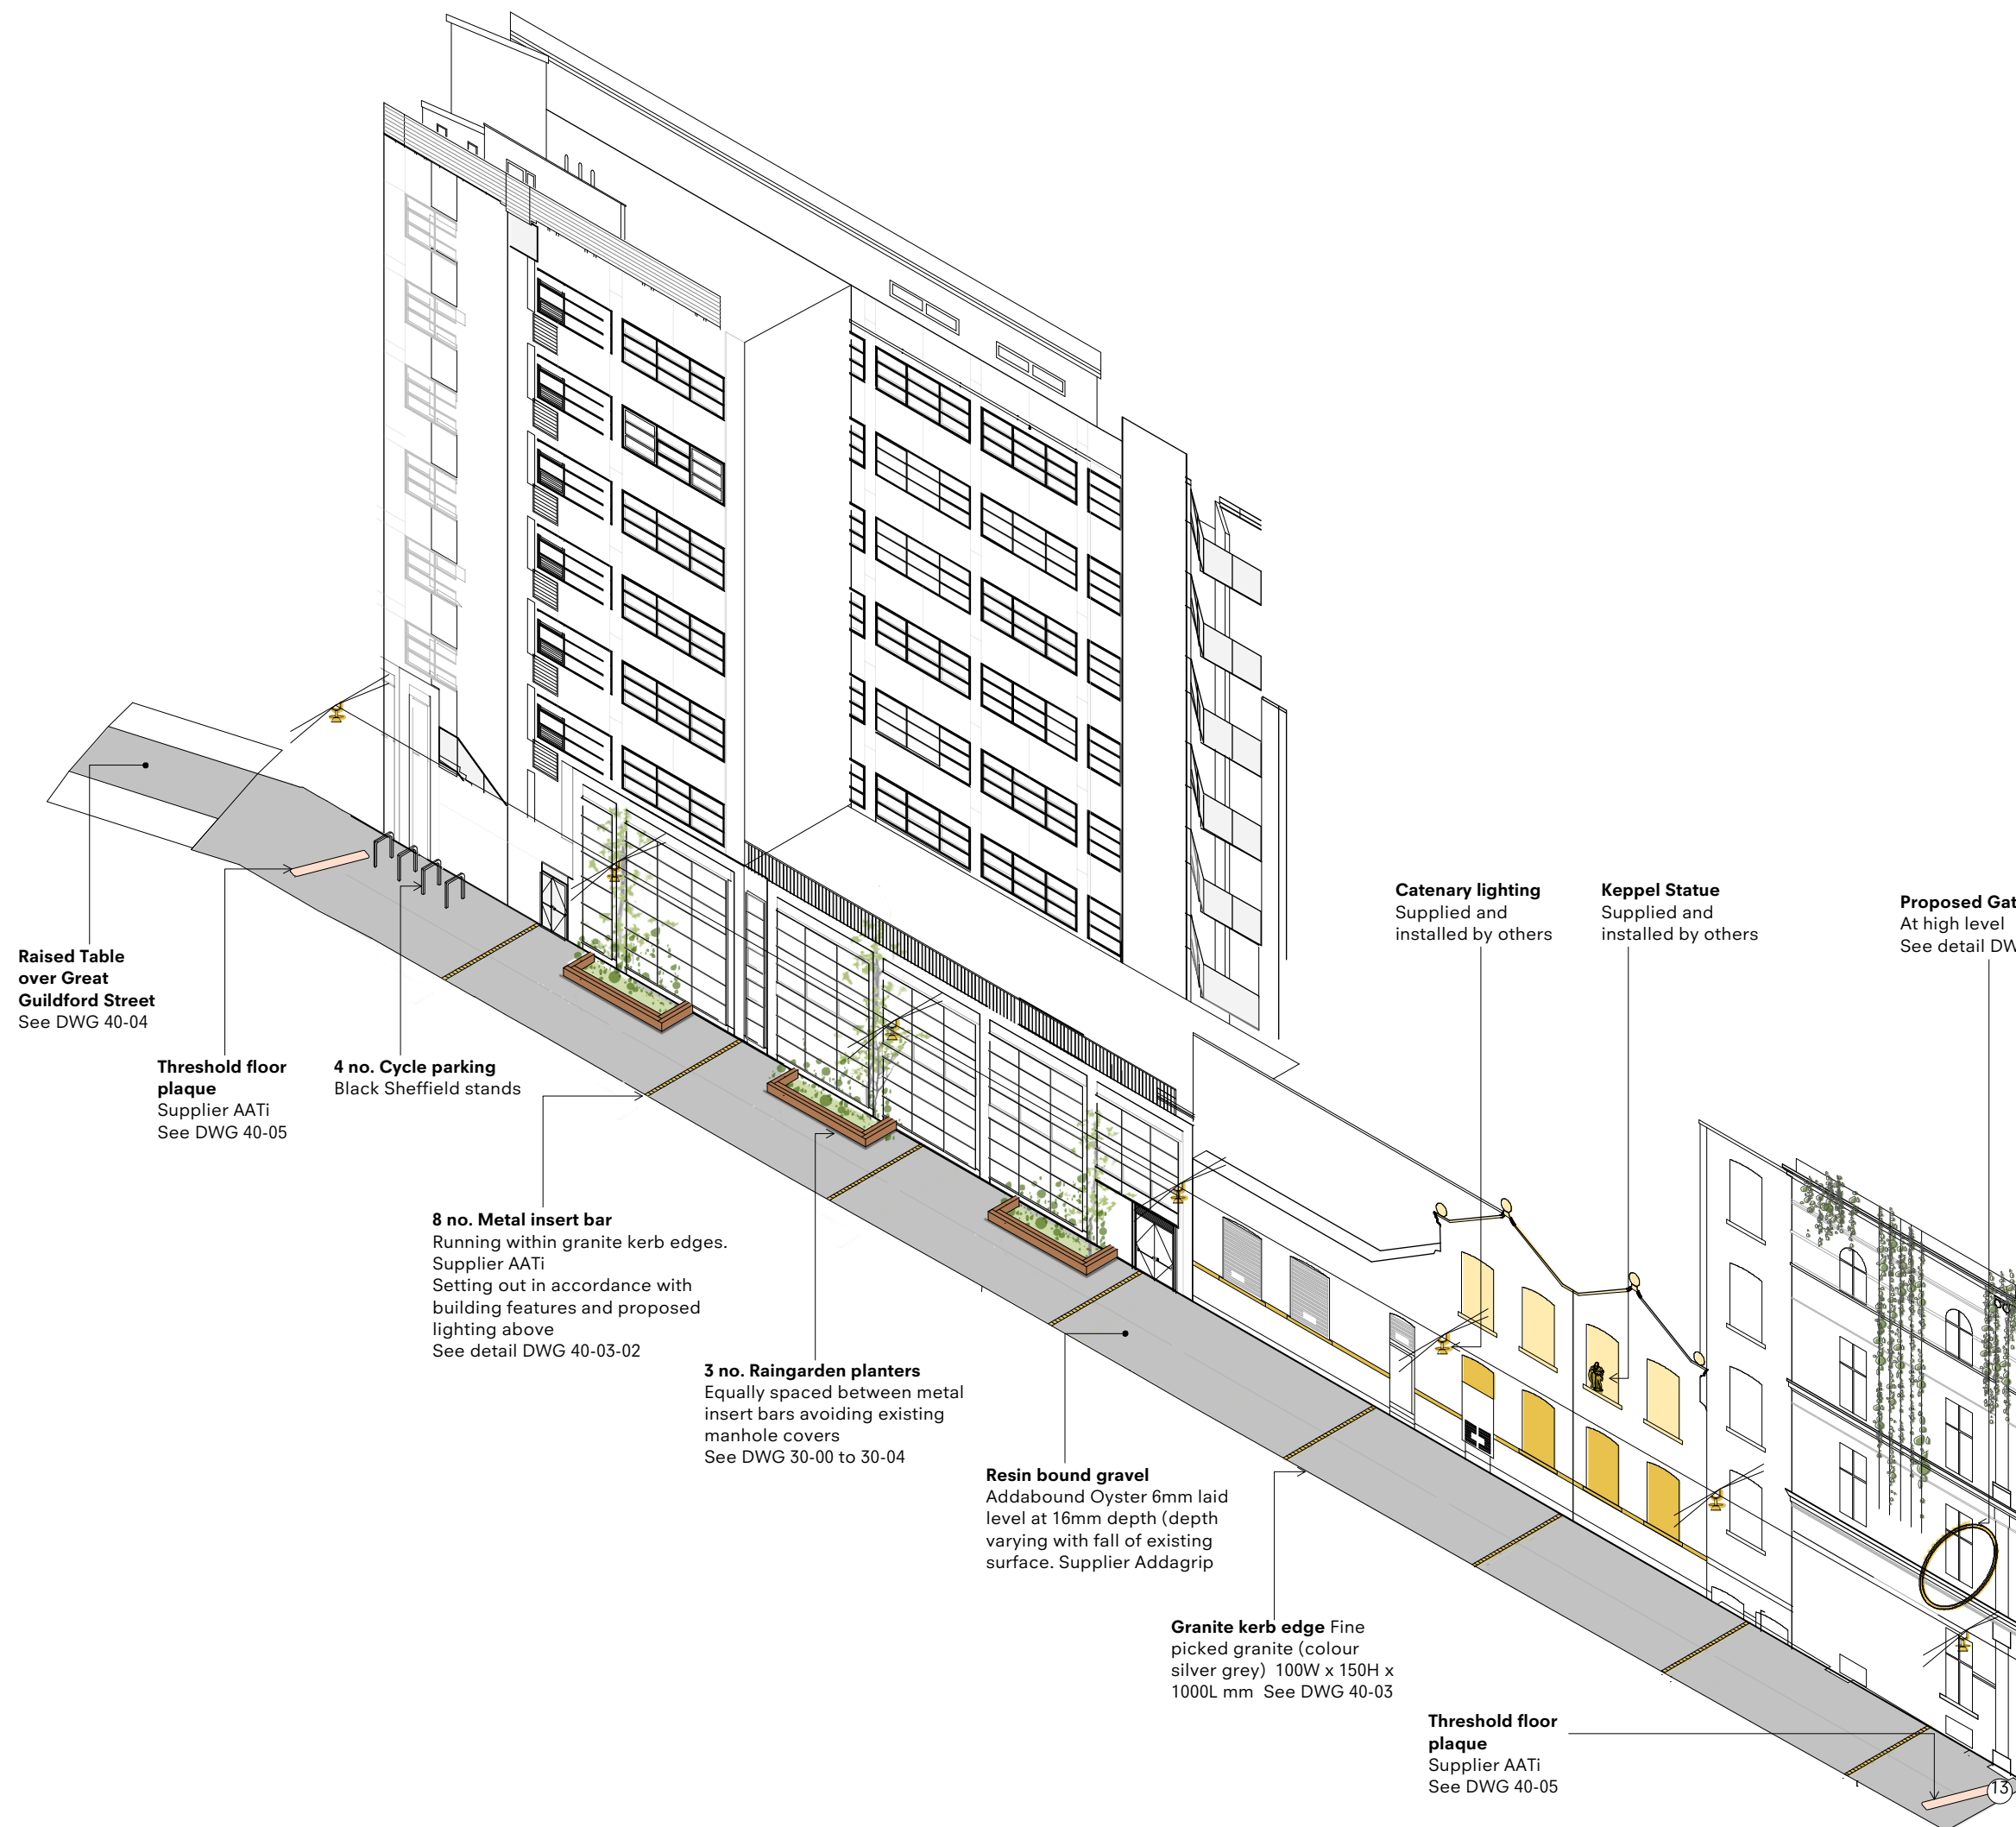 Catenary lighting
Supplied and
installed by others
Keppel Statue
Supplied and
installed by others
Proposed Gat
At high level
See detail DW
Raised Table
over Great
Guildford Street
See DWG 40-04
Threshold floor
plaque
Supplier AATi
See DWG 40-05
4 no. Cycle parking
Black Sheffield stands
8 no. Metal insert bar
Running within granite kerb edges.
Supplier AATi
Setting out in accordance with
building features and proposed
lighting above
See detail DWG 40-03-02
3 no. Raingarden planters
Equally spaced between metal
insert bars avoiding existing
manhole covers
See DWG 30-00 to 30-04
Resin bound gravel
Addabound Oyster 6mm laid
level at 16mm depth (depth
varying with fall of existing
surface. Supplier Addagrip
Granite kerb edge Fine
picked granite (colour
silver grey) 100W x 150H x
1000L mm See DWG 40-03
Threshold floor
plaque
Supplier AATi
See DWG 40-05
13